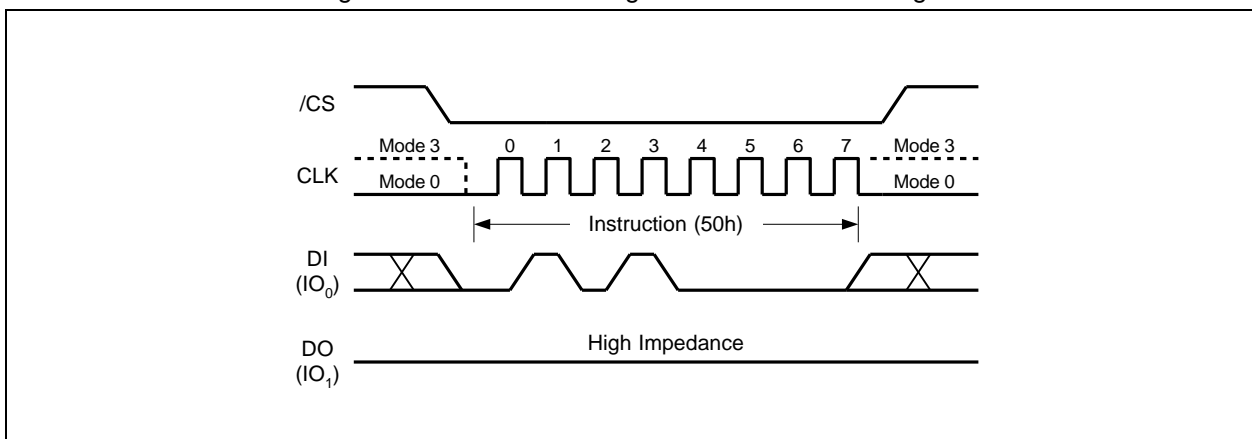 /CS
Mode 3 0 1 2 3 4 5 6 7 Mode 3
CLK
Mode 0 Mode 0
Instruction (50h)
DI
(IO0)
High Impedance
DO
(IO1)